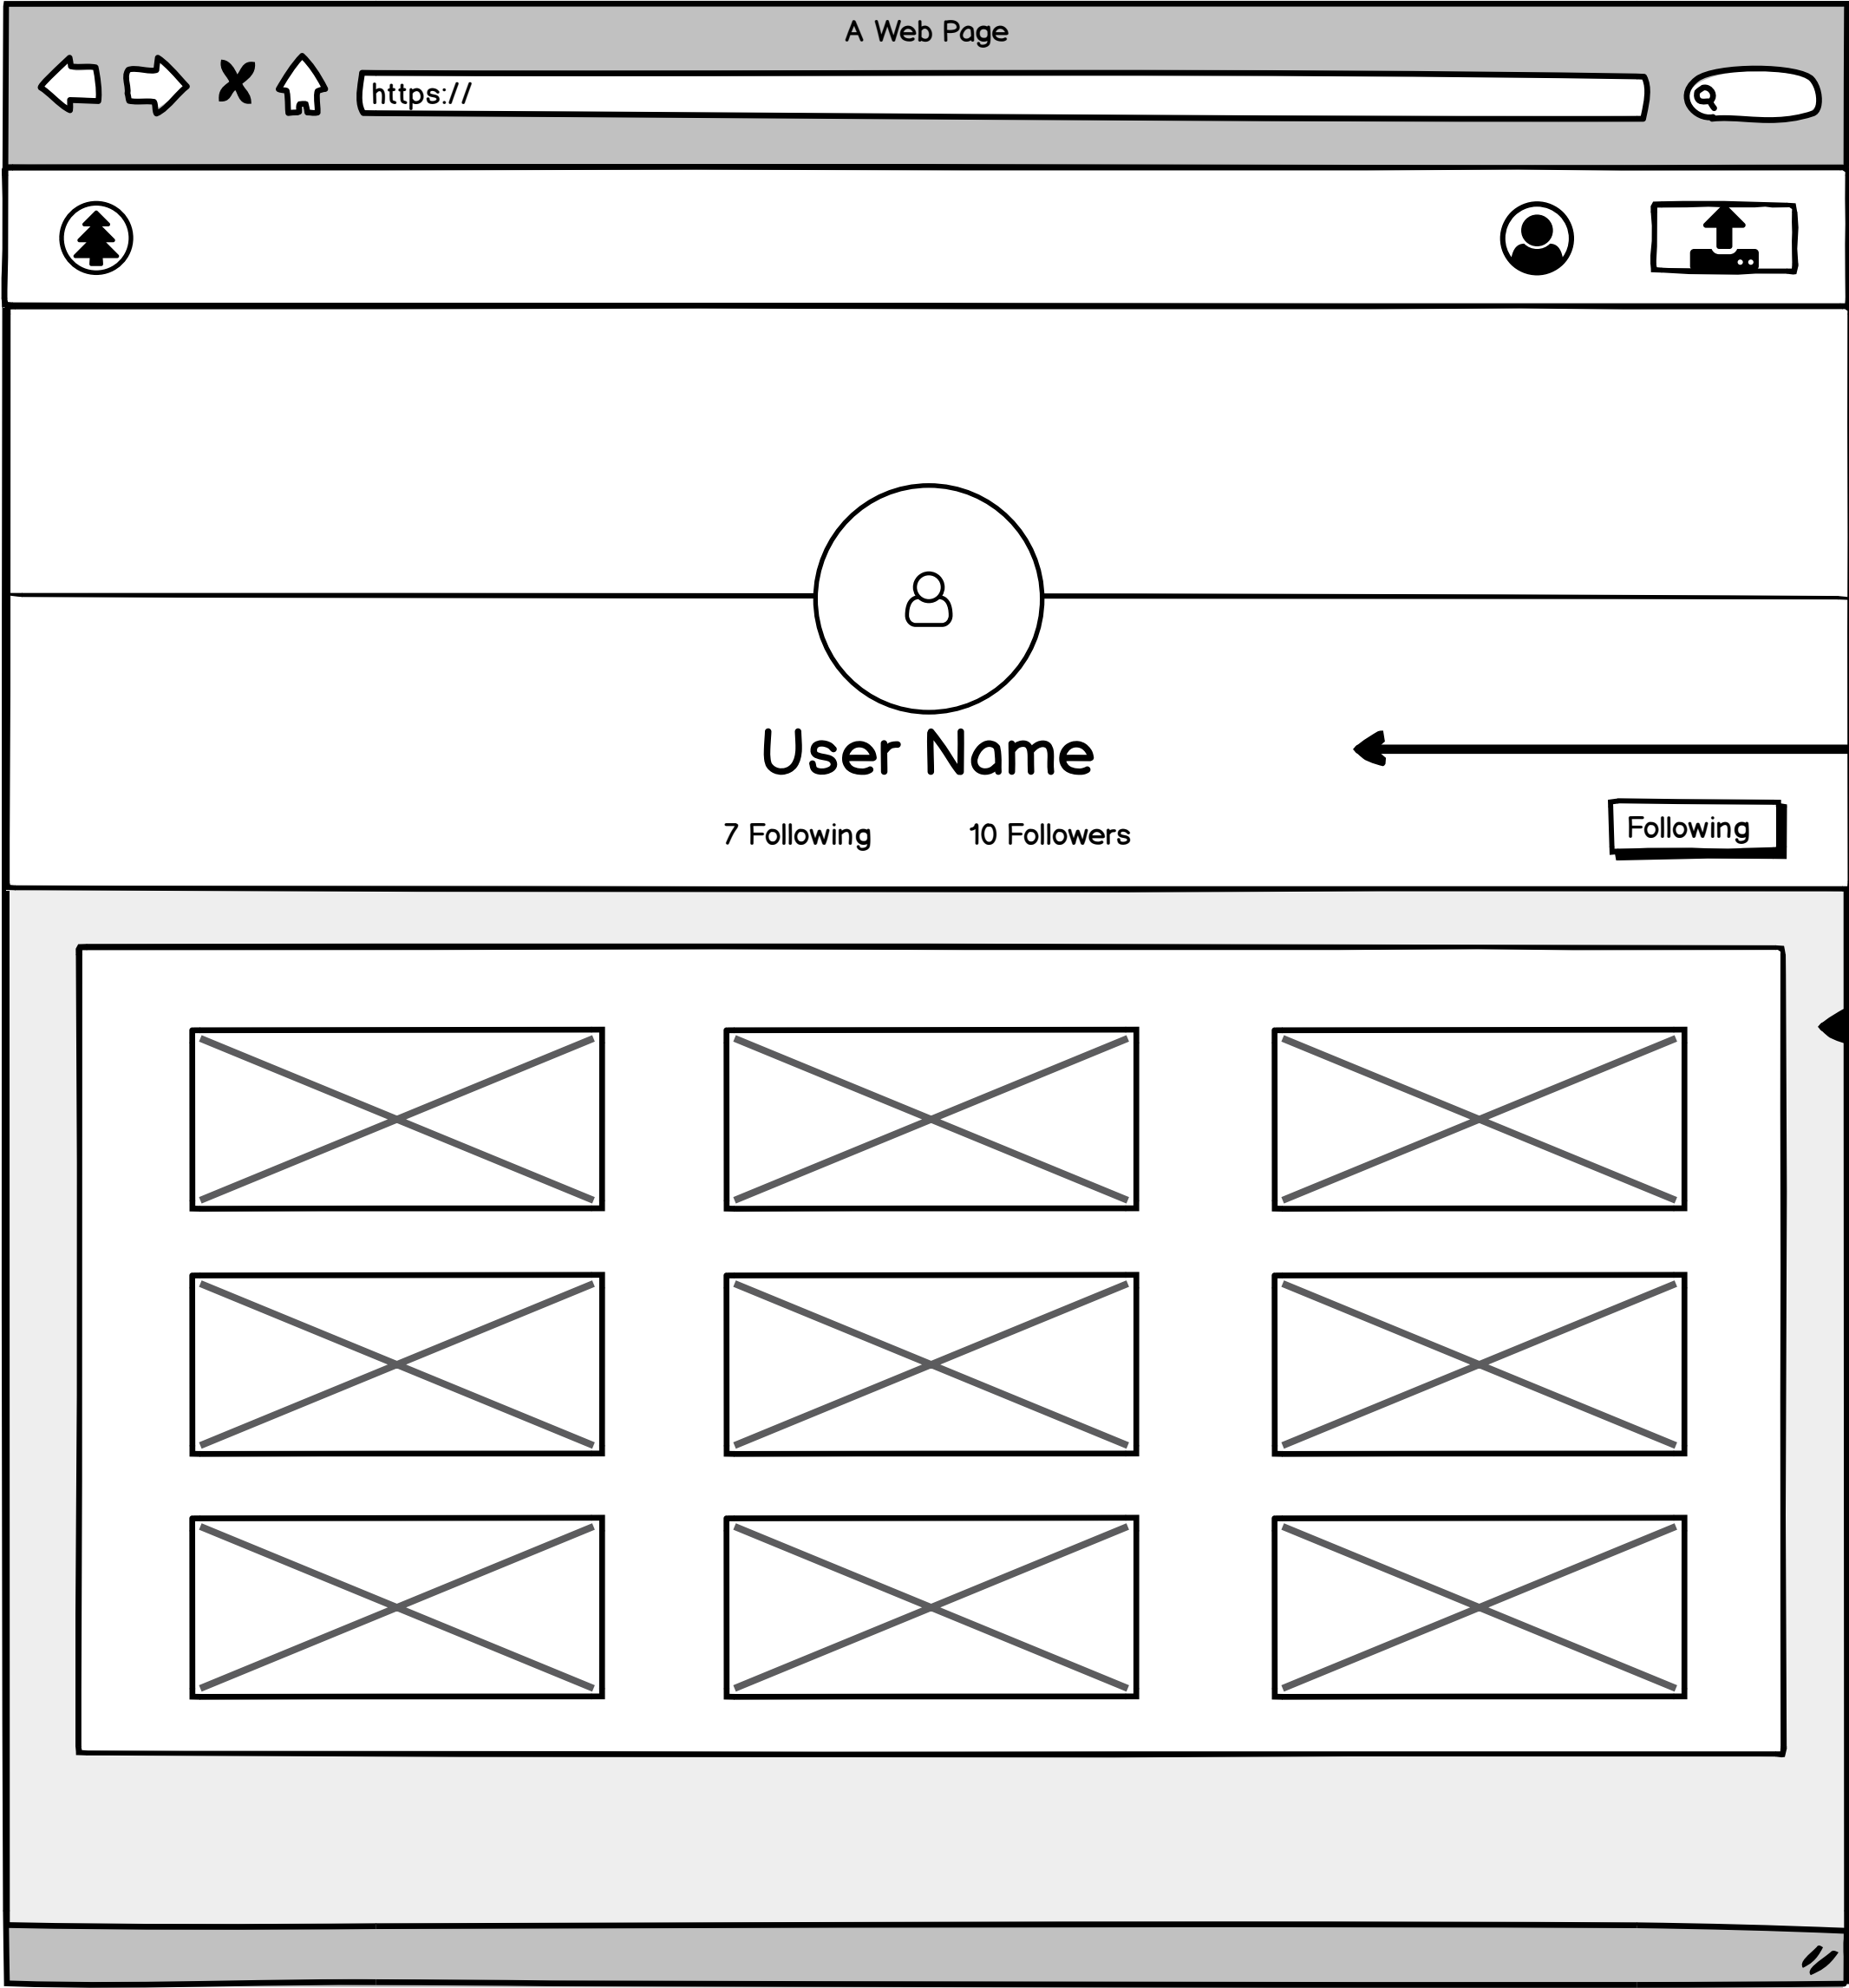 A Web Page
https://
User Name
7 Following
10 Followers
Following